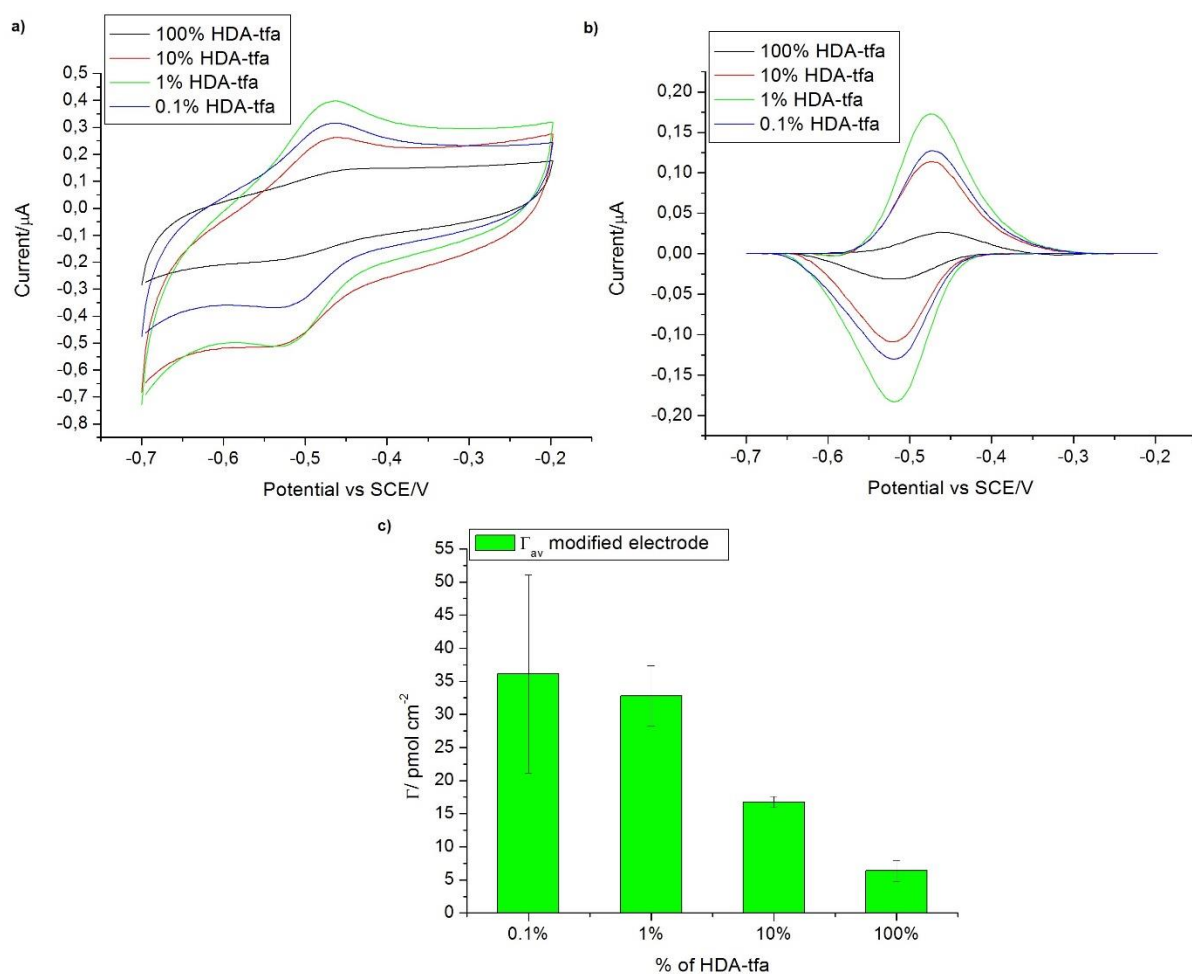 a)
100% HDA-tfa
10% HDA-tfa
1% HDA-tfa
0.1% HDA-tfa
0,5
0,4
0,3
0,2
0,1
0,0
-0,1
-0,2
-0,3
-0,4
-0,5
-0,6
-0,7
-0,8
Current/μA
-0,7 -0,6 -0,5 -0,4 -0,3 -0,2
Potential vs SCE/V
b)
100% HDA-tfa
10% HDA-tfa
1% HDA-tfa
0.1% HDA-tfa
0,20
0,15
0,10
0,05
0,00
-0,05
-0,10
-0,15
-0,20
Current/μA
-0,7 -0,6 -0,5 -0,4 -0,3 -0,2
Potential vs SCE/V
c)
Γav modified electrode
55
50
45
40
35
30
25
20
15
10
5
0
Γ/ pmol cm-2
0.1% 1% 10% 100%
% of HDA-tfa